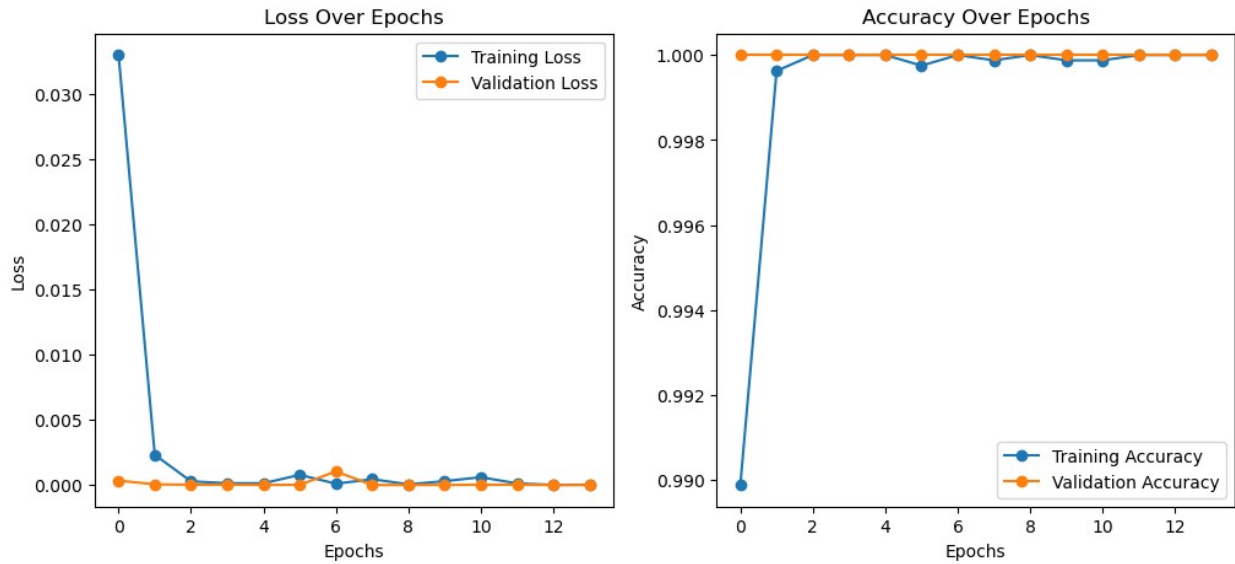 Loss Over Epochs
Training Loss
Validation Loss
0.030
0.025
0.020
0.015
0.010
0.005
0.000
Loss
0 2 4 6 8 10 12
Epochs
Accuracy Over Epochs
1.000
0.998
0.996
0.994
0.992
0.990
Accuracy
Training Accuracy
Validation Accuracy
0 2 4 6 8 10 12
Epochs